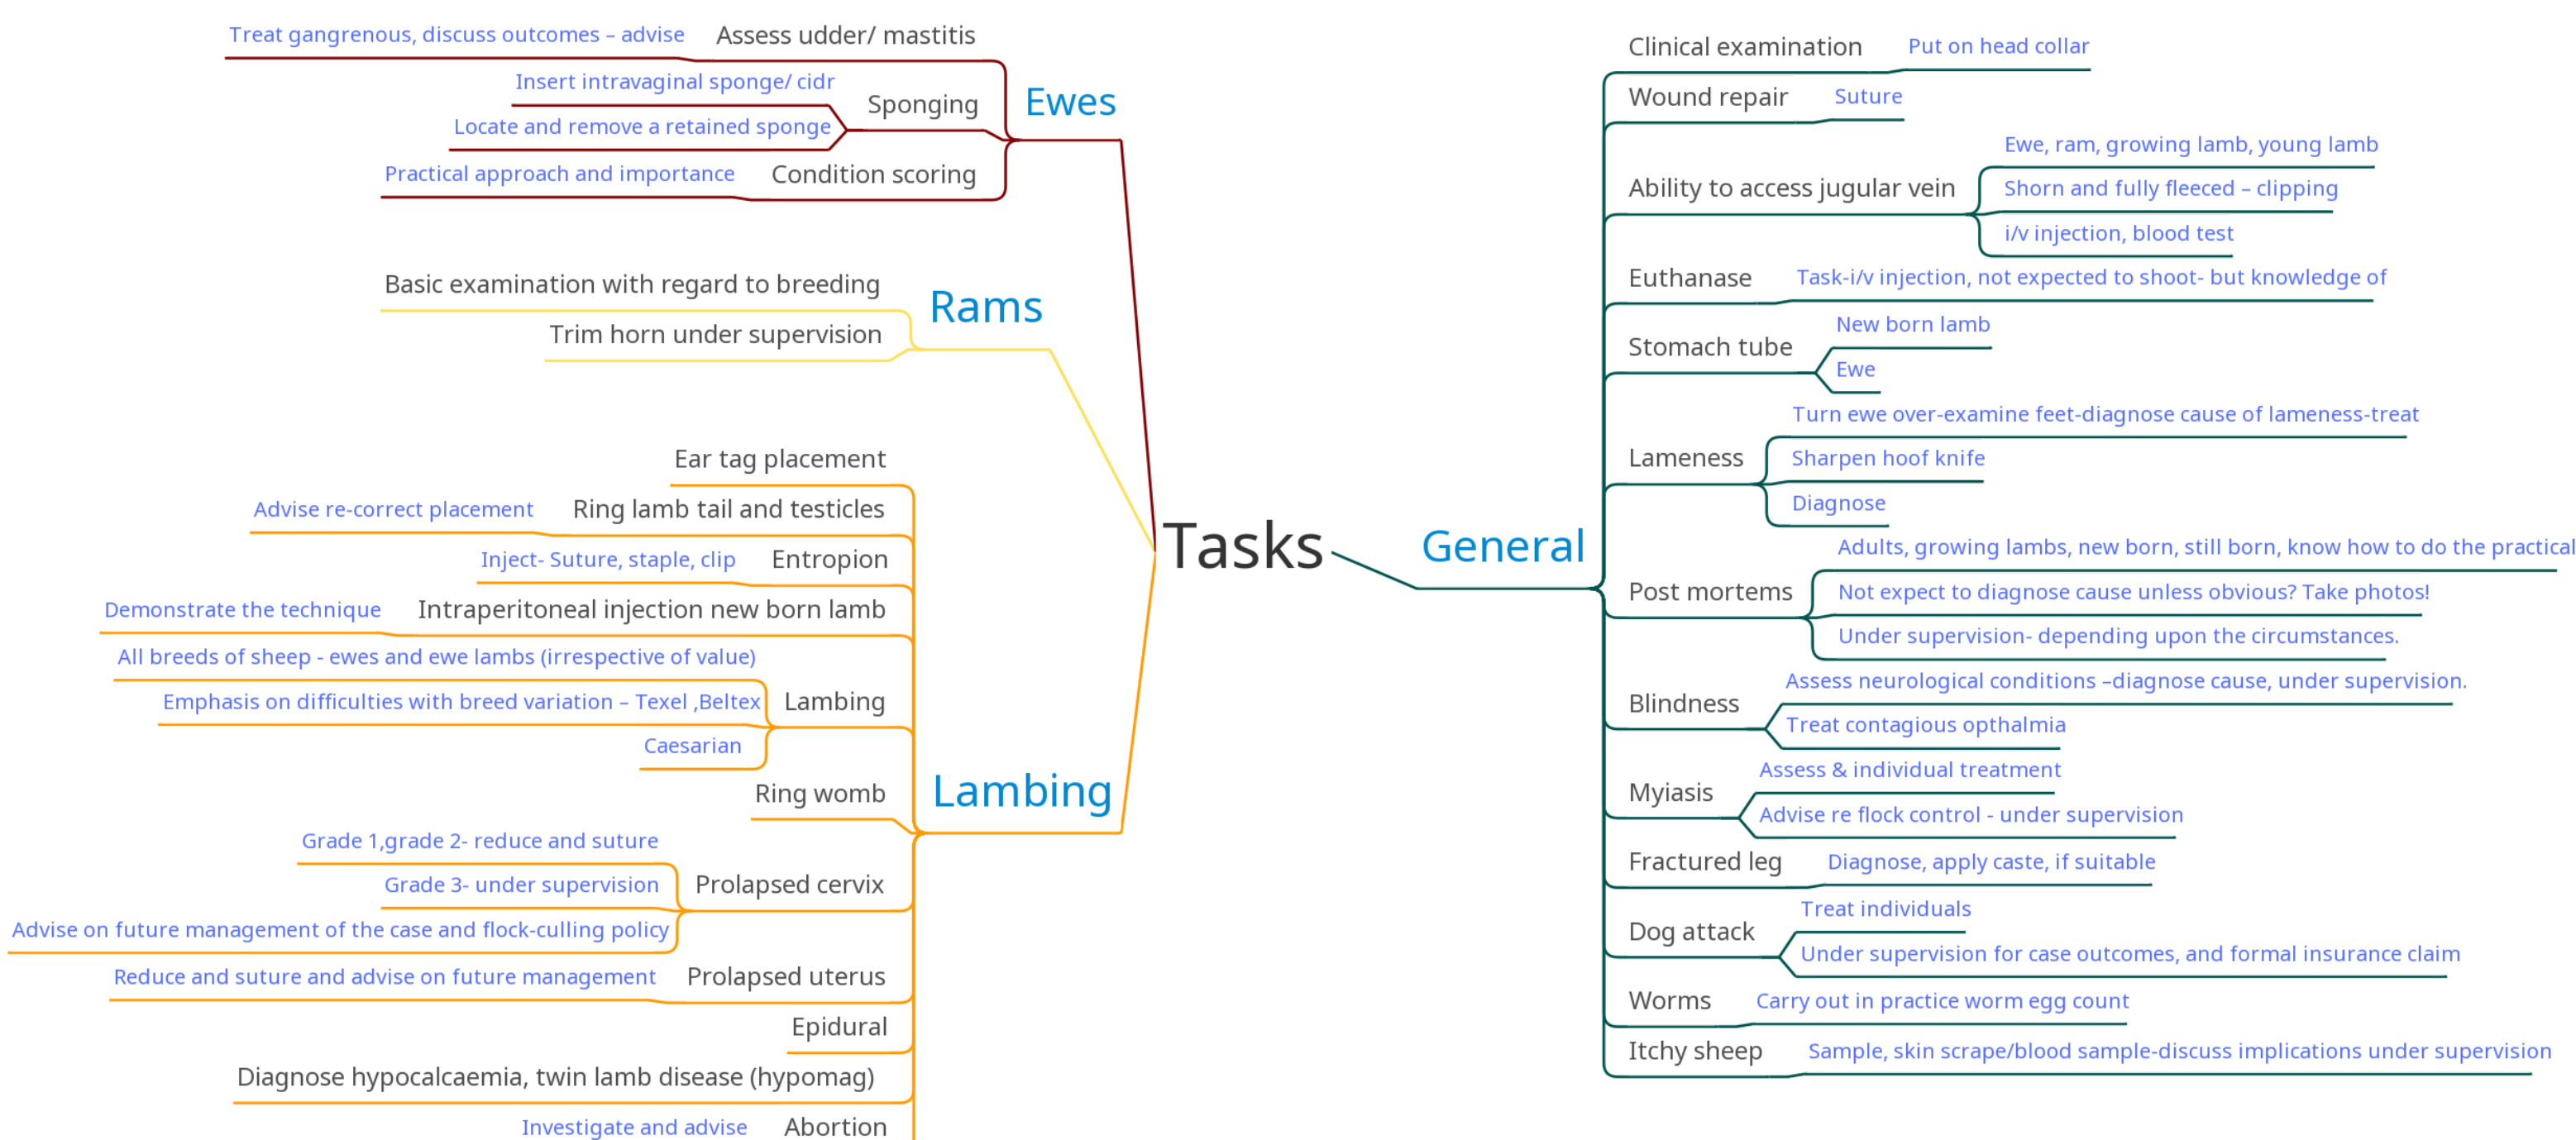 Tasks
Ewes
Assess udder/ mastitis
Treat gangrenous, discuss outcomes – advise
Sponging
Insert intravaginal sponge/ cidr
Locate and remove a retained sponge
Condition scoring
Practical approach and importance
Rams
Basic examination with regard to breeding
Trim horn under supervision
Lambing
Ear tag placement
Ring lamb tail and testicles
Advise re-correct placement
Entropion
Inject- Suture, staple, clip
Intraperitoneal injection new born lamb
Demonstrate the technique
Lambing
All breeds of sheep - ewes and ewe lambs (irrespective of value)
Emphasis on difficulties with breed variation – Texel ,Beltex
Caesarian
Ring womb
Prolapsed cervix
Grade 1,grade 2- reduce and suture
Grade 3- under supervision
Advise on future management of the case and flock-culling policy
Prolapsed uterus
Reduce and suture and advise on future management
Epidural
Diagnose hypocalcaemia, twin lamb disease (hypomag)
Abortion
Investigate and advise
General
Clinical examination
Put on head collar
Wound repair
Suture
Ability to access jugular vein
Ewe, ram, growing lamb, young lamb
Shorn and fully fleeced – clipping
i/v injection, blood test
Euthanase
Task-i/v injection, not expected to shoot- but knowledge of
Stomach tube
New born lamb
Ewe
Lameness
Turn ewe over-examine feet-diagnose cause of lameness-treat
Sharpen hoof knife
Diagnose
Post mortems
Adults, growing lambs, new born, still born, know how to do the practical
Not expect to diagnose cause unless obvious? Take photos!
Under supervision- depending upon the circumstances.
Blindness
Assess neurological conditions –diagnose cause, under supervision.
Treat contagious opthalmia
Myiasis
Assess & individual treatment
Advise re flock control - under supervision
Fractured leg
Diagnose, apply caste, if suitable
Dog attack
Treat individuals
Under supervision for case outcomes, and formal insurance claim
Worms
Carry out in practice worm egg count
Itchy sheep
Sample, skin scrape/blood sample-discuss implications under supervision